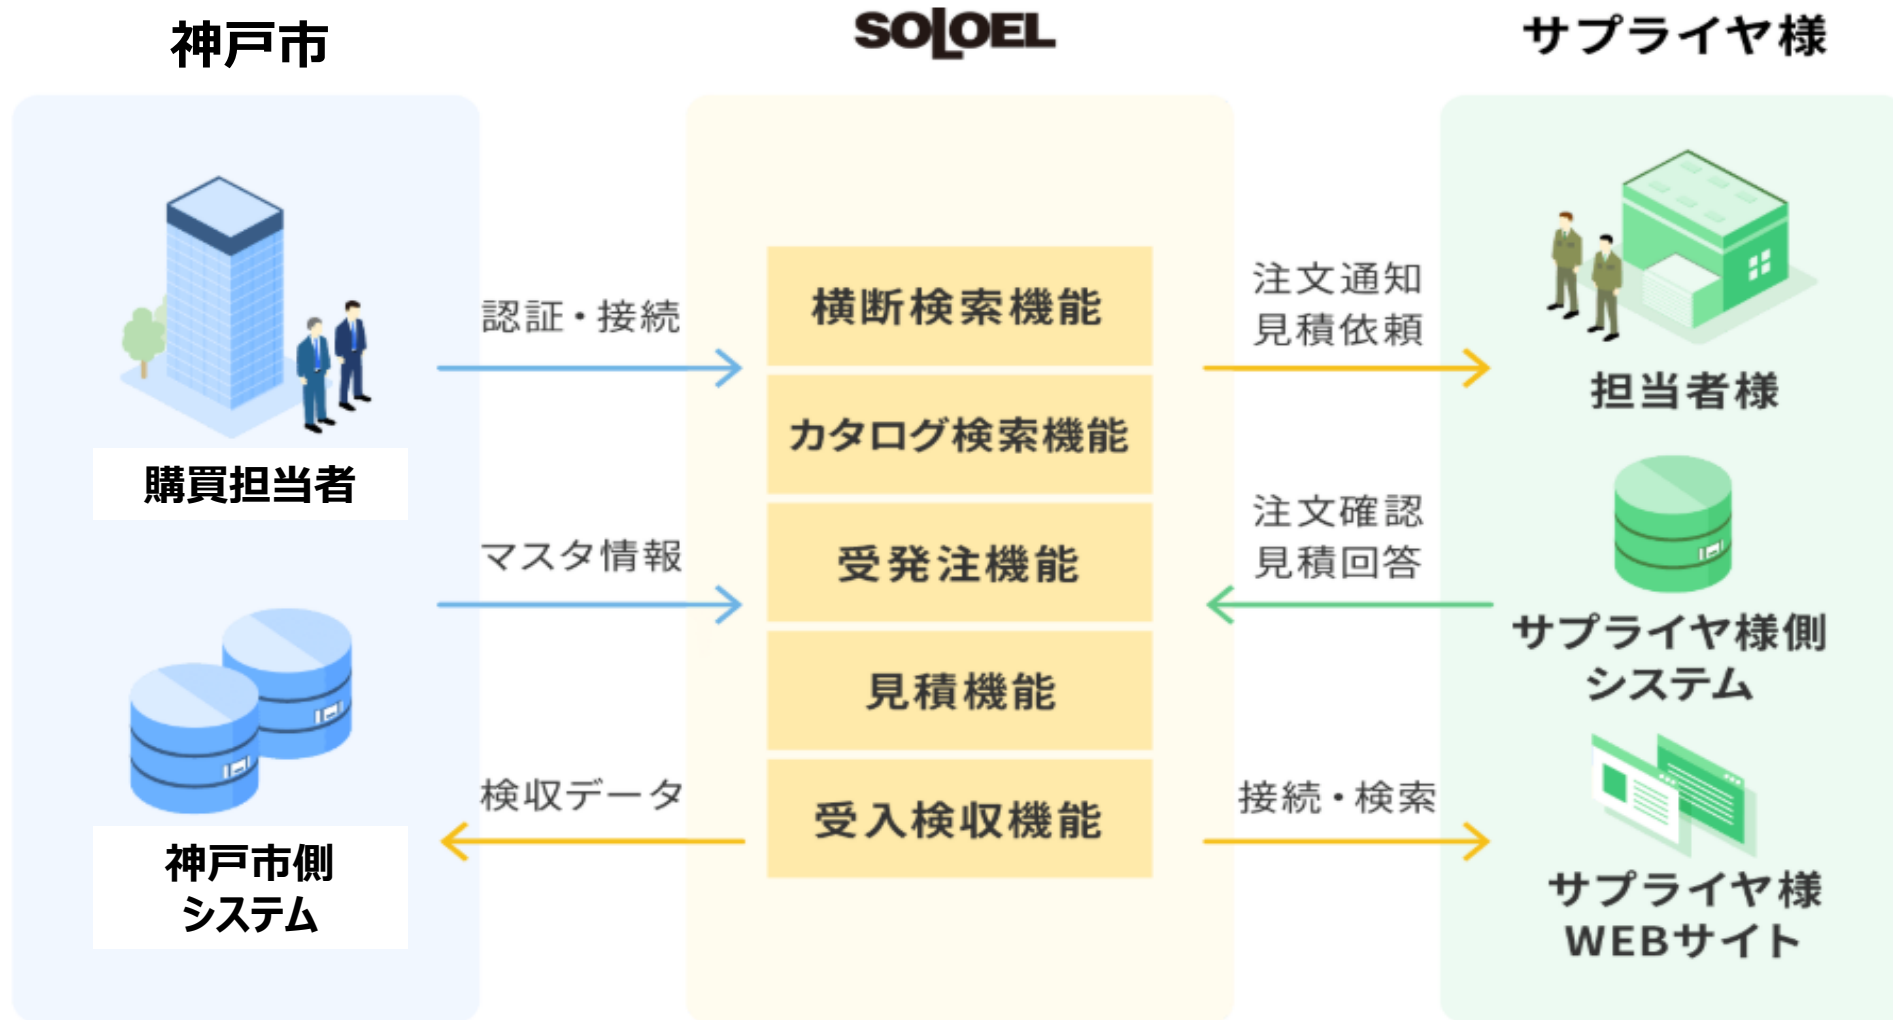 神戸市
SOLOEL
サプライヤ様
認証・接続
購買担当者
マスタ情報
検収データ
神戸市側
システム
横断検索機能
カタログ検索機能
受発注機能
見積機能
受入検収機能
注文通知
見積依頼
注文確認
見積回答
接続・検索
担当者様
サプライヤ様側
システム
サプライヤ様
WEBサイト